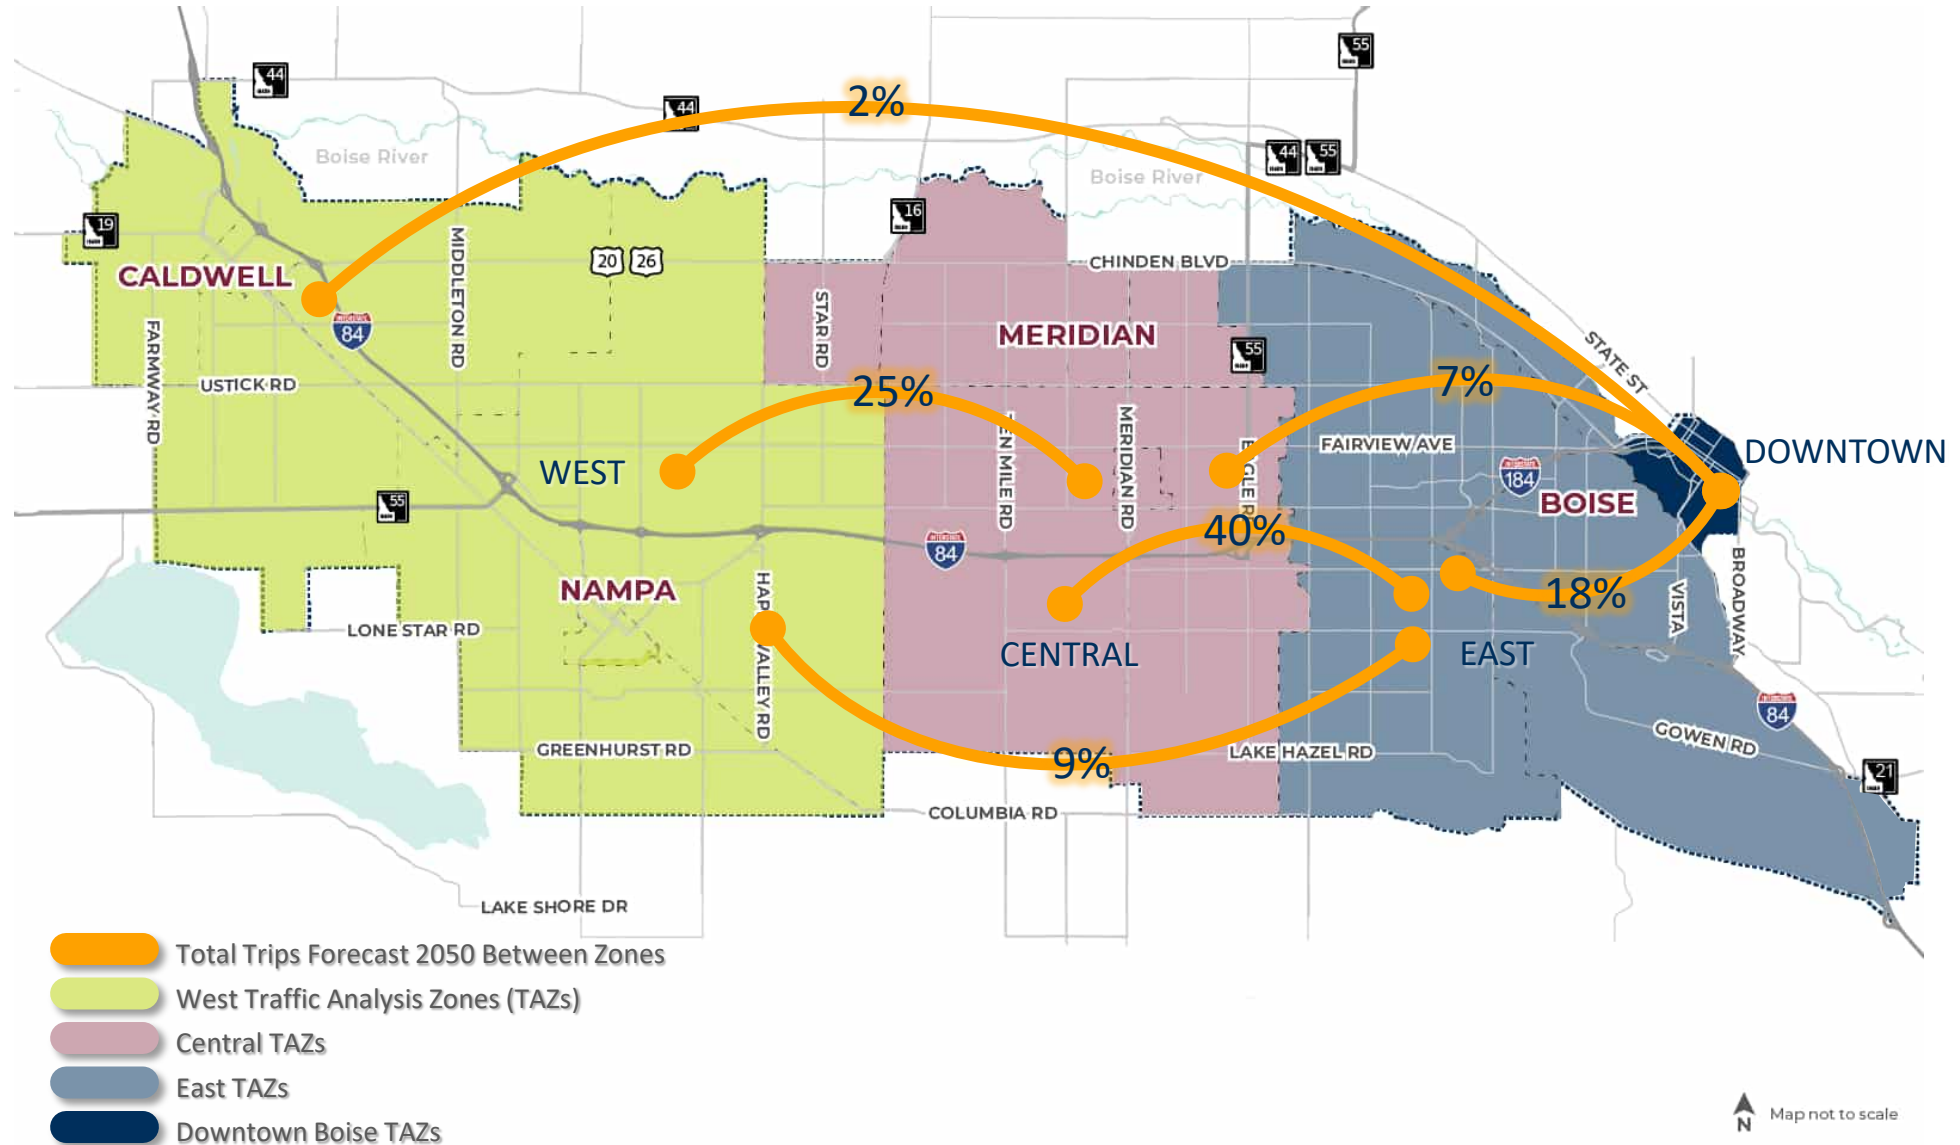 55
44
2%
44
Boise River
44 55
Boise River
19
16
MIDDLETON RD
20 26
CHINDEN BLVD
CALDWELL
STAR RD
INTERSTATE
84
FARMWAY RD
MERIDIAN
55
STATE ST
USTICK RD
25%
7%
MERIDIAN RD
FAIRVIEW AVE
DOWNTOWN
WEST
184
BOISE
55
40%
INTERSTATE
84
BROADWAY
NAMPA
18%
VISTA
LONE STAR RD
CENTRAL
EAST
INTERSTATE
84
GREENHURST RD
LAKE HAZEL RD
GOWEN RD
9%
21
COLUMBIA RD
LAKE SHORE DR
Total Trips Forecast 2050 Between Zones
West Traffic Analysis Zones (TAZs)
Central TAZs
East TAZs
Downtown Boise TAZs
N
Map not to scale